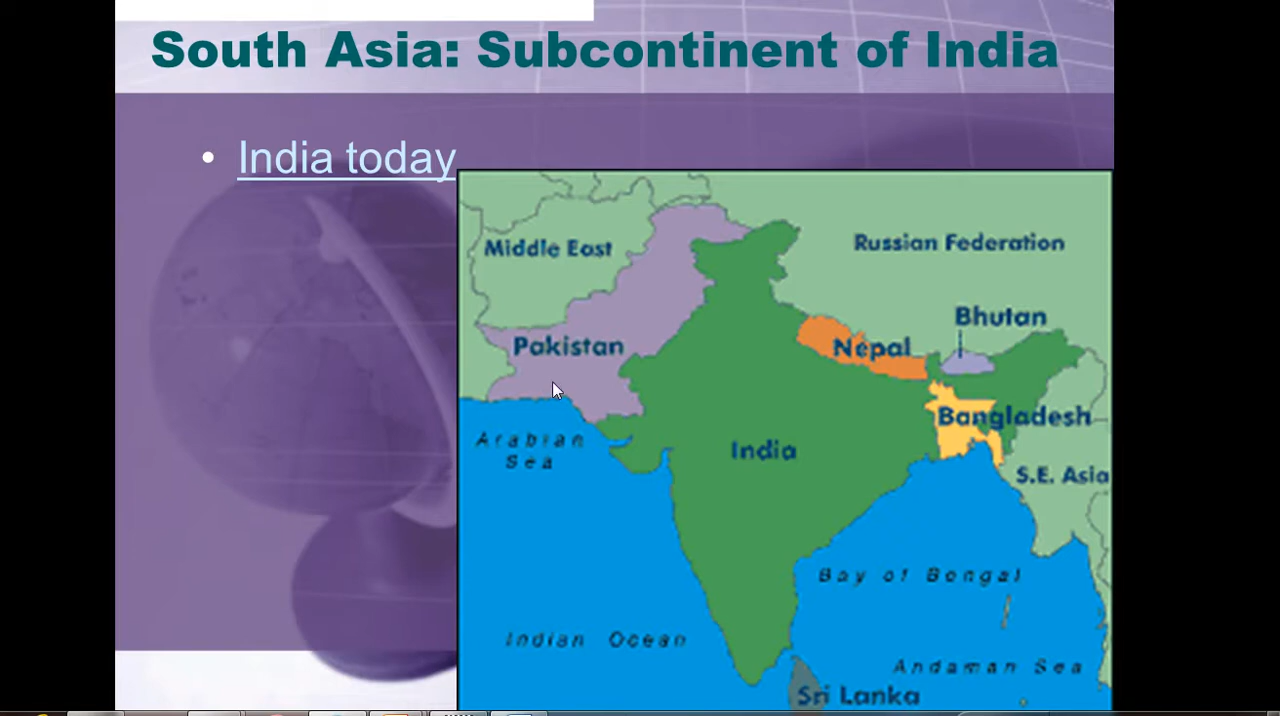 South Asia: Subcontinent of India
• India today
Middle East
Russian Federation
Bhutan
Pakistan
Nepal
Bangladesh
Arabian
Sea
India
S.E. Asia
Bay of Bengal
Indian Ocean
Andaman Sea
Sri Lanka